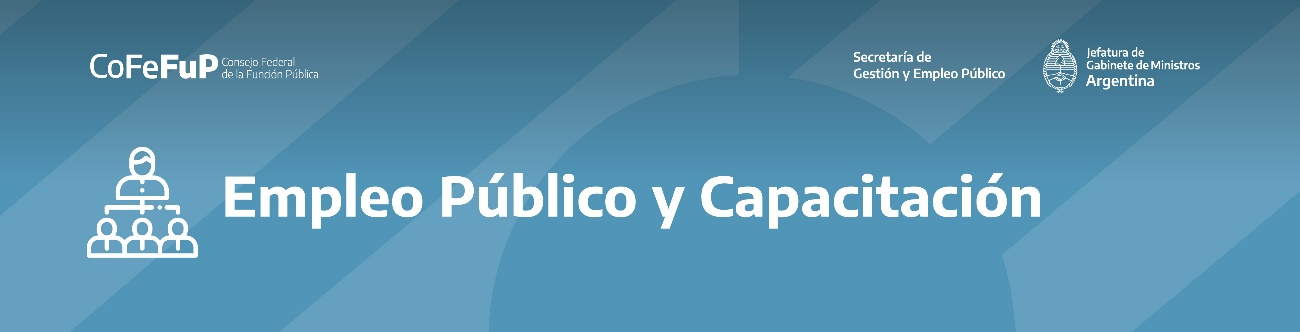 CoFeFuP Consejo Federal
de la Función Pública
Secretaría de
Gestión y Empleo Público
Jefatura de
Gabinete de Ministros
Argentina
Empleo Público y Capacitación